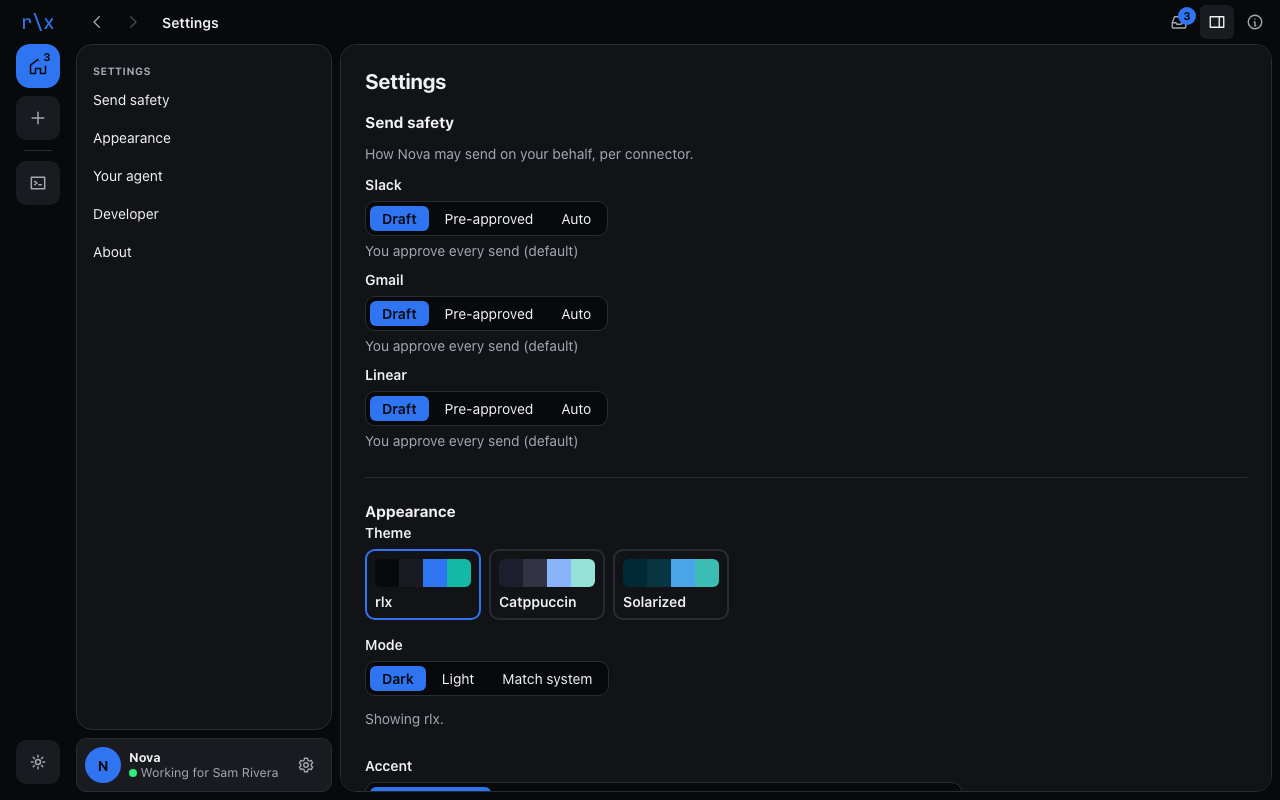 r\x
Settings
3
3
SETTINGS
Send safety
Appearance
Your agent
Developer
About
N
Nova
Working for Sam Rivera
Settings
Send safety
How Nova may send on your behalf, per connector.
Slack
Draft Pre-approved Auto
You approve every send (default)
Gmail
Draft Pre-approved Auto
You approve every send (default)
Linear
Draft Pre-approved Auto
You approve every send (default)
Appearance
Theme
rlx Catppuccin Solarized
Mode
Dark Light Match system
Showing rlx.
Accent